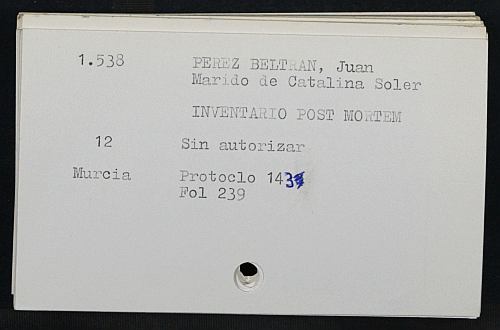 1.538 PEREZ BELTRAN, Juan
Marido de Catalina Soler
INVENTARIO POST MORTEM
12 Sin autorizar
Murcia Protoclo 143
Fol 239